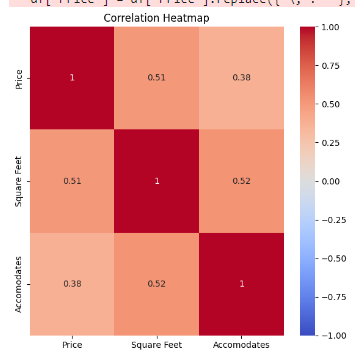 Correlation Heatmap
1 0.51 0.38
0.51 1 0.52
0.38 0.52 1
Price
Square Feet
Accomodates
Price Square Feet Accomodates
1.00
0.75
0.50
0.25
0.00
−0.25
−0.50
−0.75
−1.00